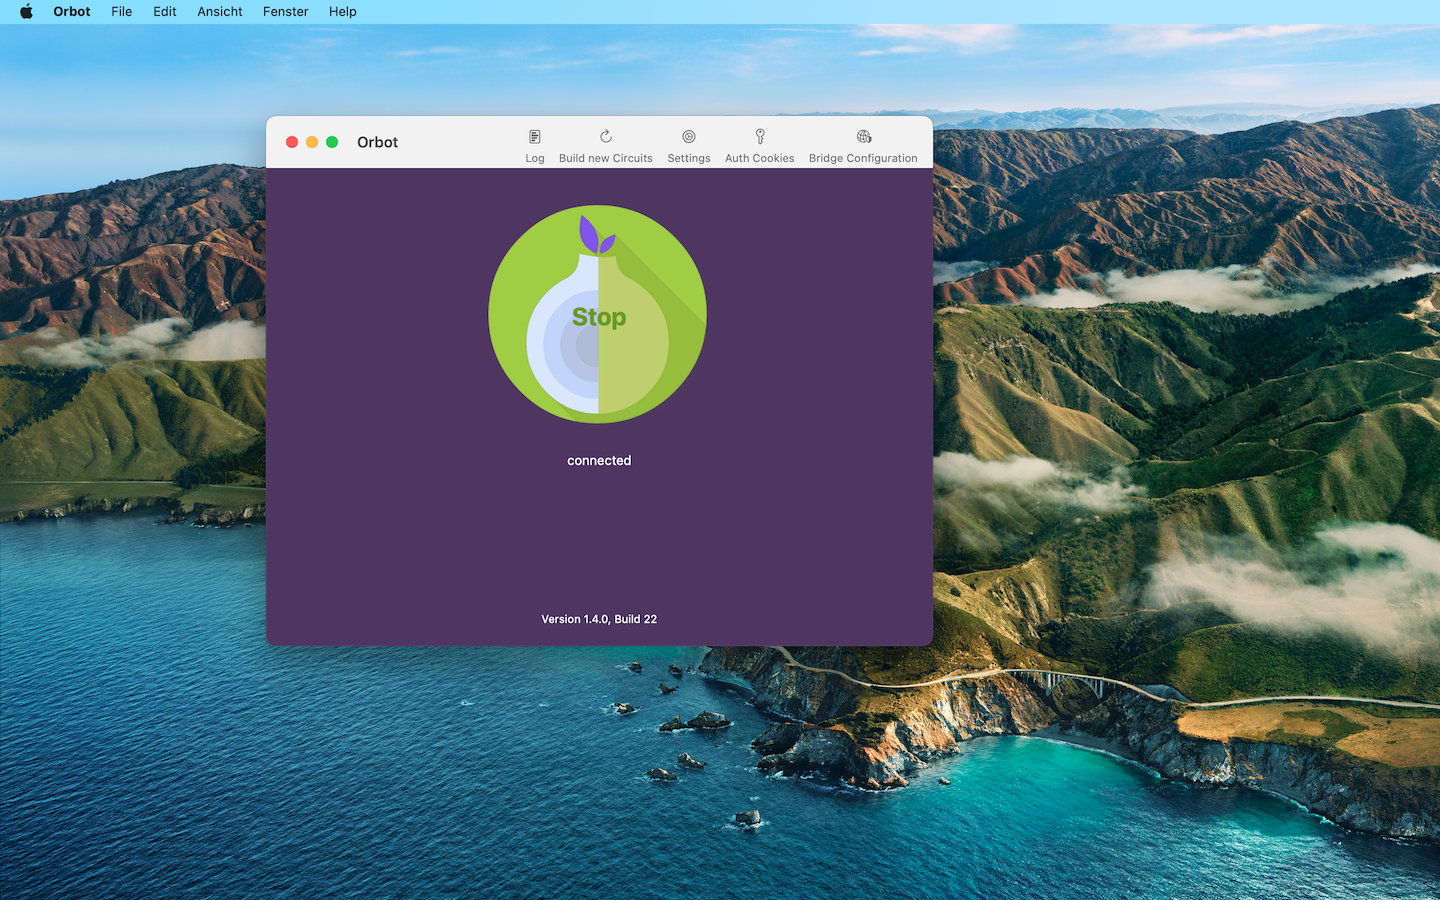 Orbot File Edit Ansicht Fenster Help
Orbot
Log Build new Circuits Settings Auth Cookies Bridge Configuration
Stop
connected
Version 1.4.0, Build 22